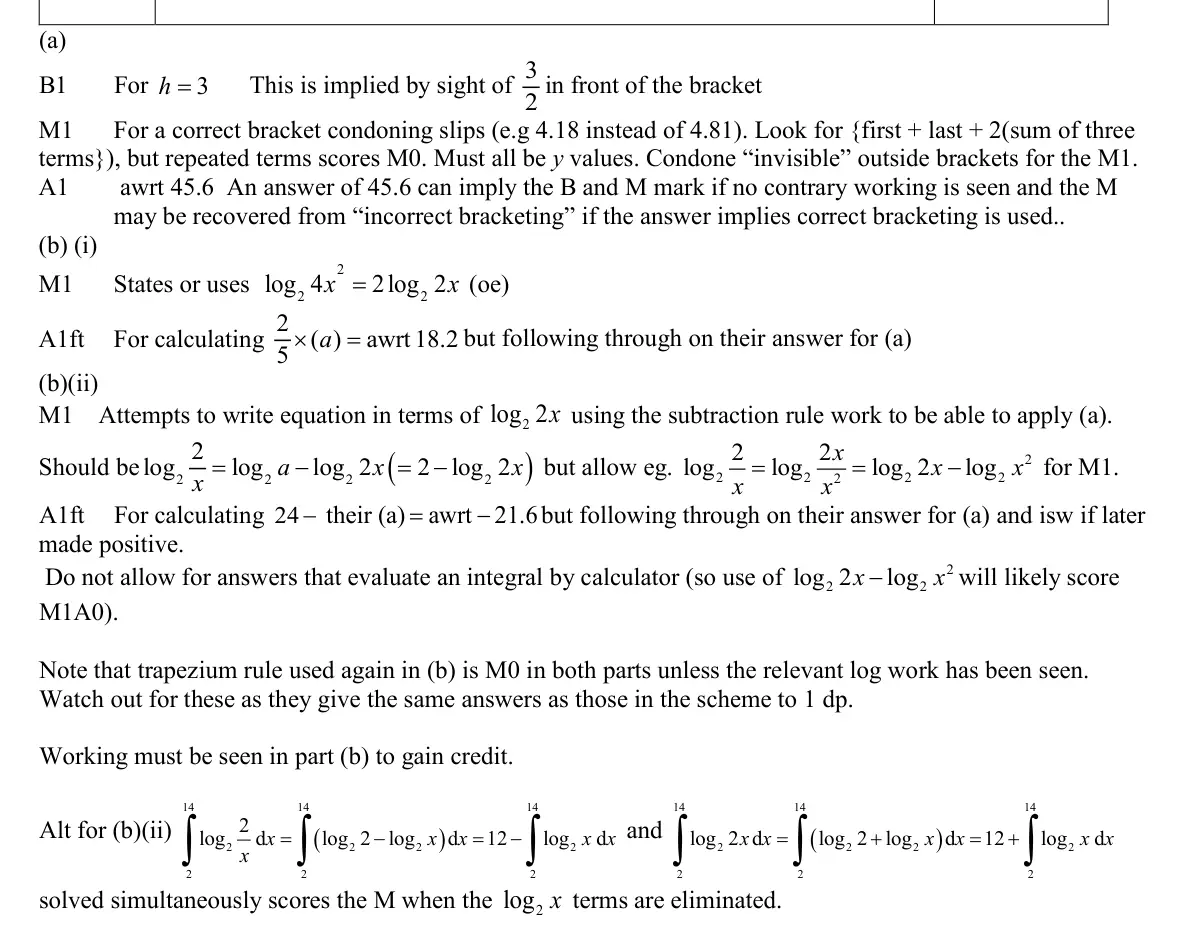 (a)
B1 For h = 3 This is implied by sight of 3/2 in front of the bracket
M1 For a correct bracket condoning slips (e.g 4.18 instead of 4.81). Look for {first + last + 2(sum of three
terms}), but repeated terms scores M0. Must all be y values. Condone “invisible” outside brackets for the M1.
A1 awrt 45.6 An answer of 45.6 can imply the B and M mark if no contrary working is seen and the M
may be recovered from “incorrect bracketing” if the answer implies correct bracketing is used..
(b) (i)
M1 States or uses log₂ 4x² = 2 log₂ 2x (oe)
A1ft For calculating 2/5 × (a) = awrt 18.2 but following through on their answer for (a)
(b)(ii)
M1 Attempts to write equation in terms of log₂ 2x using the subtraction rule work to be able to apply (a).
Should be log₂ 2/x = log₂ a − log₂ 2x (= 2 − log₂ 2x) but allow eg. log₂ 2/x = log₂ 2x/x² = log₂ 2x − log₂ x² for M1.
A1ft For calculating 24 − their (a) = awrt − 21.6 but following through on their answer for (a) and isw if later
made positive.
Do not allow for answers that evaluate an integral by calculator (so use of log₂ 2x − log₂ x² will likely score
M1A0).
Note that trapezium rule used again in (b) is M0 in both parts unless the relevant log work has been seen.
Watch out for these as they give the same answers as those in the scheme to 1 dp.
Working must be seen in part (b) to gain credit.
Alt for (b)(ii) ∫₂¹⁴ log₂ 2/x dx = ∫₂¹⁴ (log₂ 2 − log₂ x) dx = 12 − ∫₂¹⁴ log₂ x dx and ∫₂¹⁴ log₂ 2x dx = ∫₂¹⁴ (log₂ 2 + log₂ x) dx = 12 + ∫₂¹⁴ log₂ x dx
solved simultaneously scores the M when the log₂ x terms are eliminated.